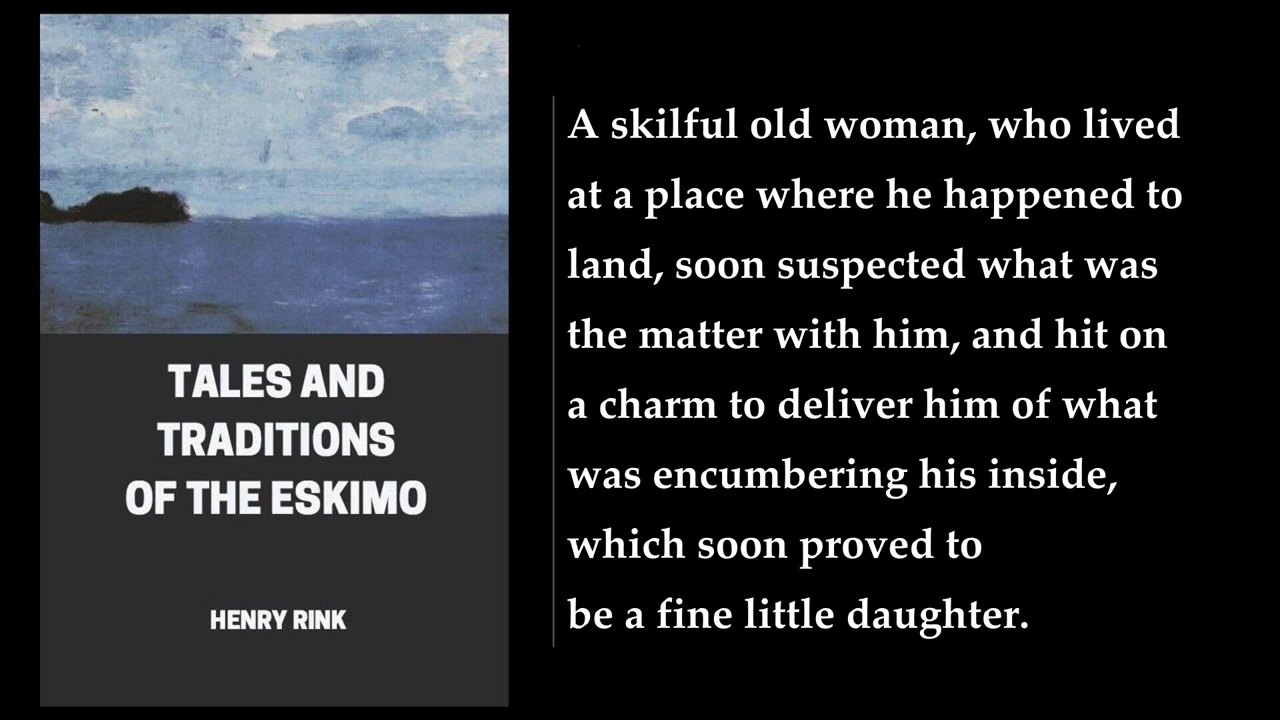 TALES AND
TRADITIONS
OF THE ESKIMO
HENRY RINK
A skilful old woman, who lived
at a place where he happened to
land, soon suspected what was
the matter with him, and hit on
a charm to deliver him of what
was encumbering his inside,
which soon proved to
be a fine little daughter.